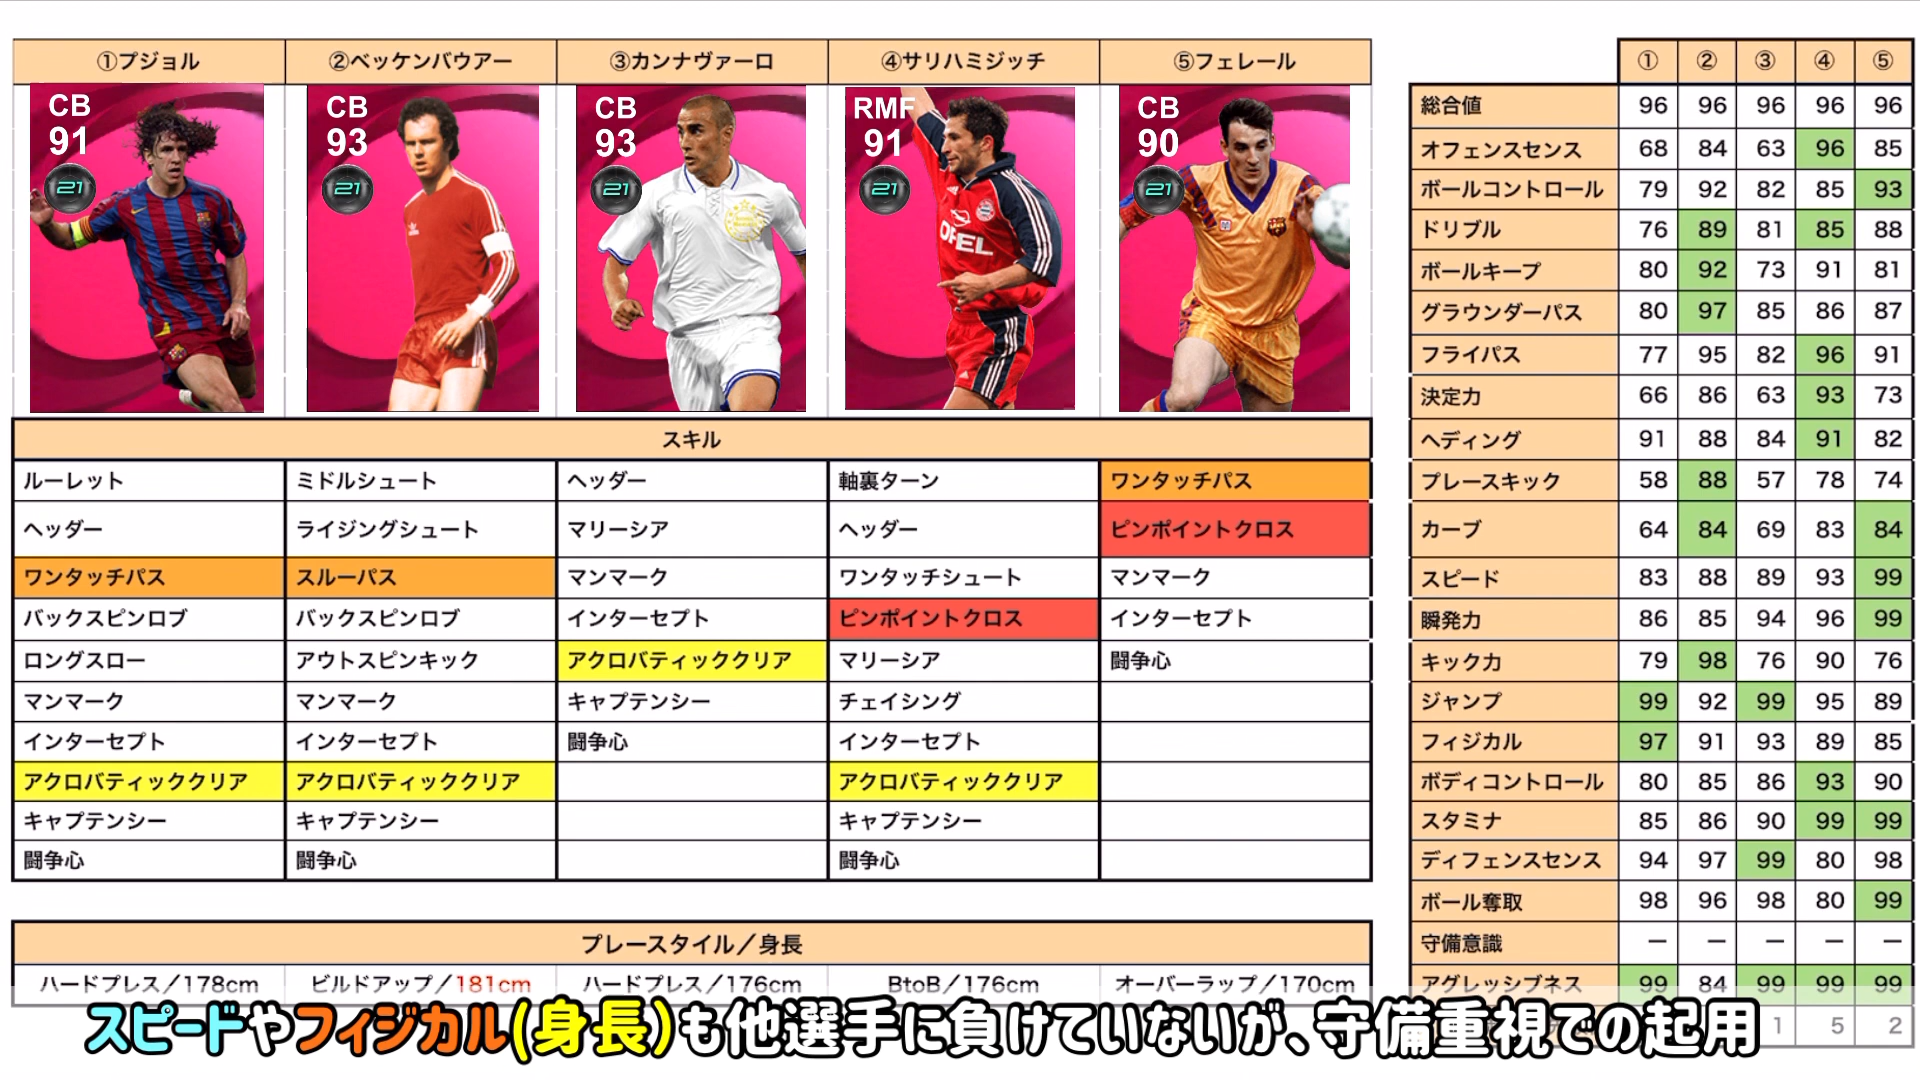 ①プジョル ②ベッケンバウアー ③カンナヴァーロ ④サリハミジッチ ⑤フェレール
CB 91 21
CB 93 21
CB 93 21
RMF 91 21
OPEL
CB 90 21
スキル
ルーレット ミドルシュート ヘッダー 軸裏ターン ワンタッチパス
ヘッダー ライジングシュート マリーシア ヘッダー ピンポイントクロス
ワンタッチパス スルーパス マンマーク ワンタッチシュート マンマーク
バックスピンロブ バックスピンロブ インターセプト ピンポイントクロス インターセプト
ロングスロー アウトスピンキック アクロバティッククリア マリーシア 闘争心
マンマーク マンマーク キャプテンシー チェイシング
インターセプト インターセプト 闘争心 インターセプト
アクロバティッククリア アクロバティッククリア アクロバティッククリア
キャプテンシー キャプテンシー キャプテンシー
闘争心 闘争心 闘争心
プレースタイル／身長
ハードプレス／178cm ビルドアップ／181cm ハードプレス／176cm BtoB／176cm オーバーラップ／170cm
① ② ③ ④ ⑤
総合値 96 96 96 96 96
オフェンスセンス 68 84 63 96 85
ボールコントロール 79 92 82 85 93
ドリブル 76 89 81 85 88
ボールキープ 80 92 73 91 81
グラウンダーパス 80 97 85 86 87
フライパス 77 95 82 96 91
決定力 66 86 63 93 73
ヘディング 91 88 84 91 82
プレースキック 58 88 57 78 74
カーブ 64 84 69 83 84
スピード 83 88 89 93 99
瞬発力 86 85 94 96 99
キック力 79 98 76 90 76
ジャンプ 99 92 99 95 89
フィジカル 97 91 93 89 85
ボディコントロール 80 85 86 93 90
スタミナ 85 86 90 99 99
ディフェンスセンス 94 97 99 80 98
ボール奪取 98 96 98 80 99
守備意識 ー ー ー ー ー
アグレッシブネス 99 84 99 99 99
1 5 2
スピードやフィジカル(身長)も他選手に負けていないが、守備重視での起用